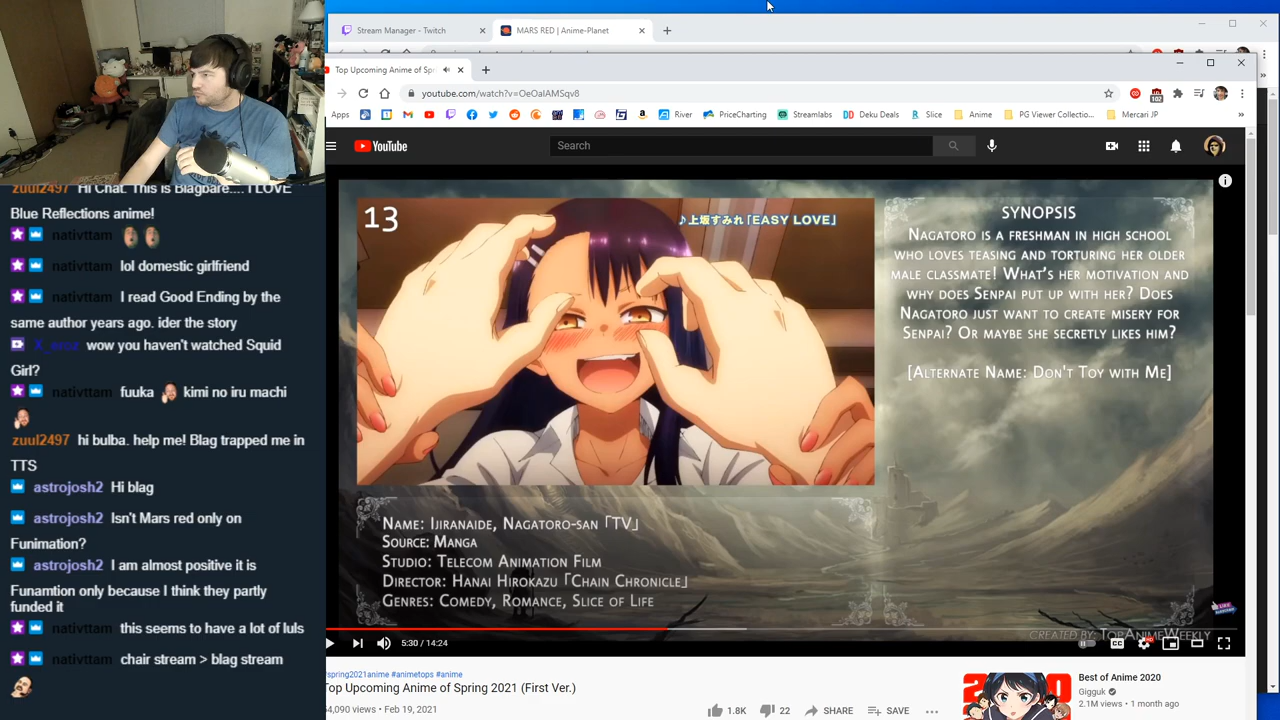 Stream Manager - Twitch
MARS RED | Anime-Planet
Top Upcoming Anime of Spr
youtube.com/watch?v=OeOalAMSqv8
102
Apps
River
PriceCharting
Streamlabs
DD Deku Deals
R Slice
Anime
PG Viewer Collectio...
Mercari JP
YouTube
Search
13
♪上坂すみれ「EASY LOVE」
SYNOPSIS
NAGATORO IS A FRESHMAN IN HIGH SCHOOL
WHO LOVES TEASING AND TORTURING HER OLDER
MALE CLASSMATE! WHAT'S HER MOTIVATION AND
WHY DOES SENPAI PUT UP WITH HER? DOES
NAGATORO JUST WANT TO CREATE MISERY FOR
SENPAI? OR MAYBE SHE SECRETLY LIKES HIM?
[ALTERNATE NAME: DON'T TOY WITH ME]
NAME: IJIRANAIDE, NAGATORO-SAN「TV」
SOURCE: MANGA
STUDIO: TELECOM ANIMATION FILM
DIRECTOR: HANAI HIROKAZU「CHAIN CHRONICLE」
GENRES: COMEDY, ROMANCE, SLICE OF LIFE
CREATED BY: TOPANIMEWEEKLY
5:30 / 14:24
spring2021anime #animetops #anime
Top Upcoming Anime of Spring 2021 (First Ver.)
4,090 views • Feb 19, 2021
1.8K
22
SHARE
SAVE
Best of Anime 2020
Gigguk
2.1M views • 1 month ago
zuul2497 Hi Chat. This is Blagbare.... I LOVE
Blue Reflections anime!
nativttam
nativttam lol domestic girlfriend
nativttam I read Good Ending by the
same author years ago. ider the story
wow you haven't watched Squid
Girl?
nativttam fuuka kimi no iru machi
zuul2497 hi bulba. help me! Blag trapped me in
TTS
astrojosh2 Hi blag
astrojosh2 Isn't Mars red only on
Funimation?
astrojosh2 I am almost positive it is
Funamtion only because I think they partly
funded it
nativttam this seems to have a lot of luls
nativttam chair stream > blag stream